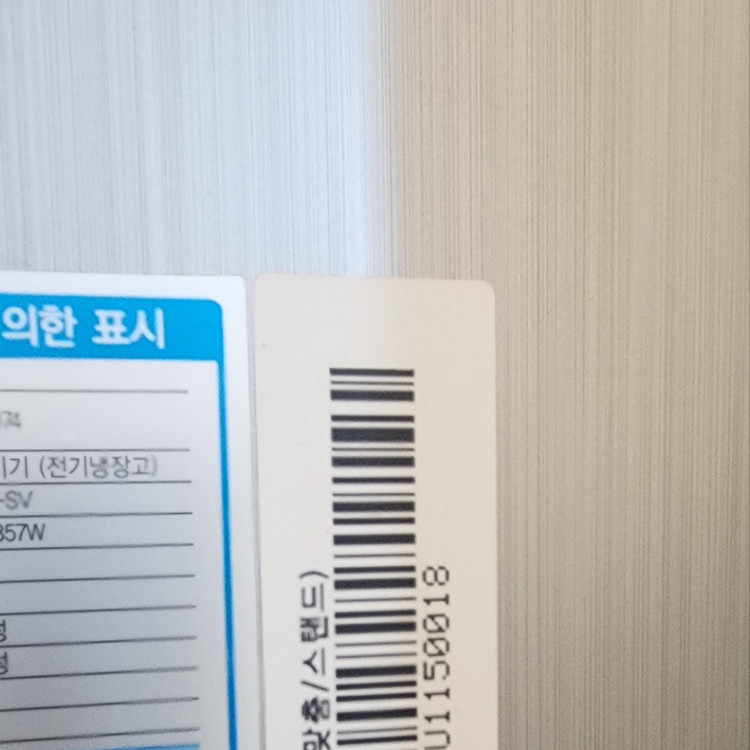 의한 표시
기기 (전기냉장고)
-SV
357W
성
성
맞춤/스탠드)
U1150018